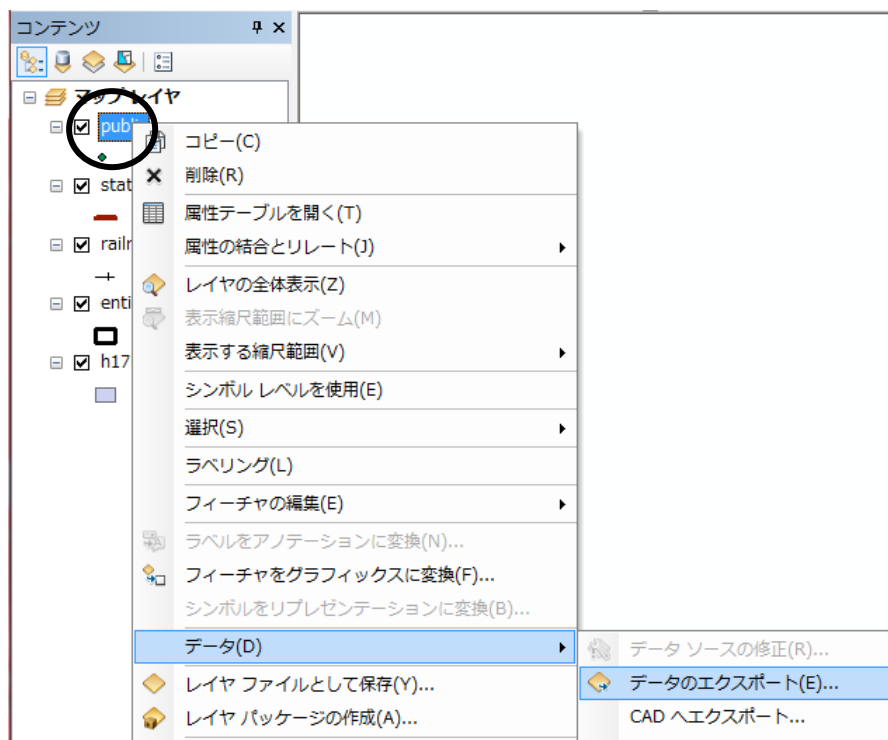 コンテンツ
マップ レイヤ
publi
コピー(C)
削除(R)
stat
属性テーブルを開く(T)
属性の結合とリレート(J)
railr
レイヤの全体表示(Z)
enti
表示縮尺範囲にズーム(M)
表示する縮尺範囲(V)
h17
シンボル レベルを使用(E)
選択(S)
ラベリング(L)
フィーチャの編集(E)
ラベルをアノテーションに変換(N)...
フィーチャをグラフィックスに変換(F)...
シンボルをリプレゼンテーションに変換(B)...
データ(D)
データ ソースの修正(R)...
レイヤ ファイルとして保存(Y)...
データのエクスポート(E)...
レイヤ パッケージの作成(A)...
CAD へエクスポート...